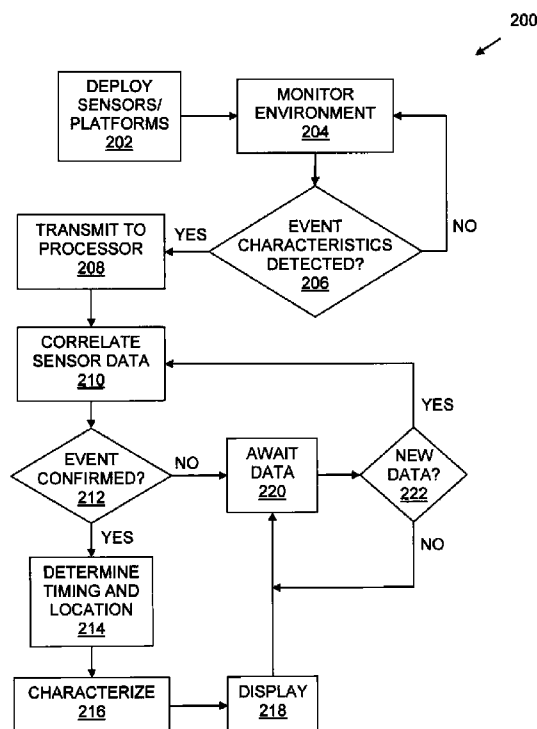 200
DEPLOY
SENSORS/
PLATFORMS
202
MONITOR
ENVIRONMENT
204
EVENT
CHARACTERISTICS
DETECTED?
206
NO
YES
TRANSMIT TO
PROCESSOR
208
CORRELATE
SENSOR DATA
210
EVENT
CONFIRMED?
212
NO
AWAIT
DATA
220
NEW
DATA?
222
YES
NO
YES
DETERMINE
TIMING AND
LOCATION
214
CHARACTERIZE
216
DISPLAY
218